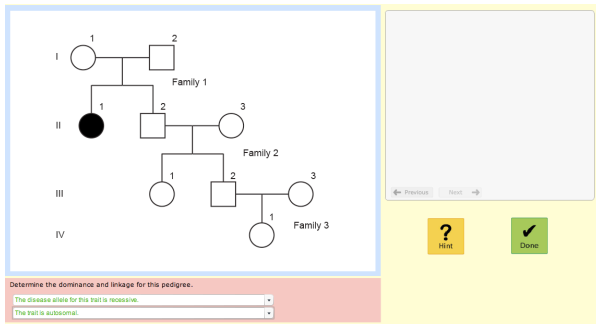 1 2
I
Family 1
1 2 3
II
Family 2
1 2 3
III
1
Family 3
IV
Determine the dominance and linkage for this pedigree.
The disease allele for this trait is recessive.
The trait is autosomal.
Previous Next
?
Hint
Done